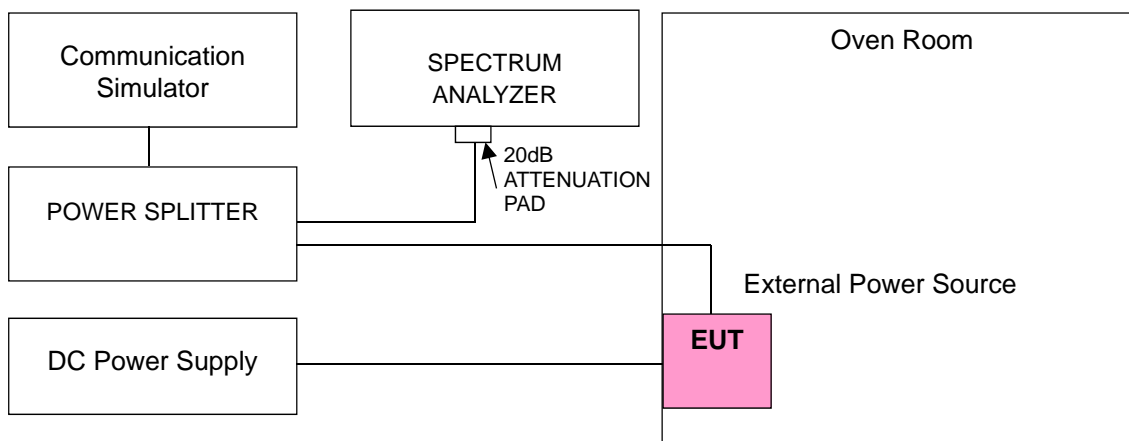 Communication
Simulator
SPECTRUM
ANALYZER
Oven Room
20dB
ATTENUATION
PAD
POWER SPLITTER
External Power Source
EUT
DC Power Supply